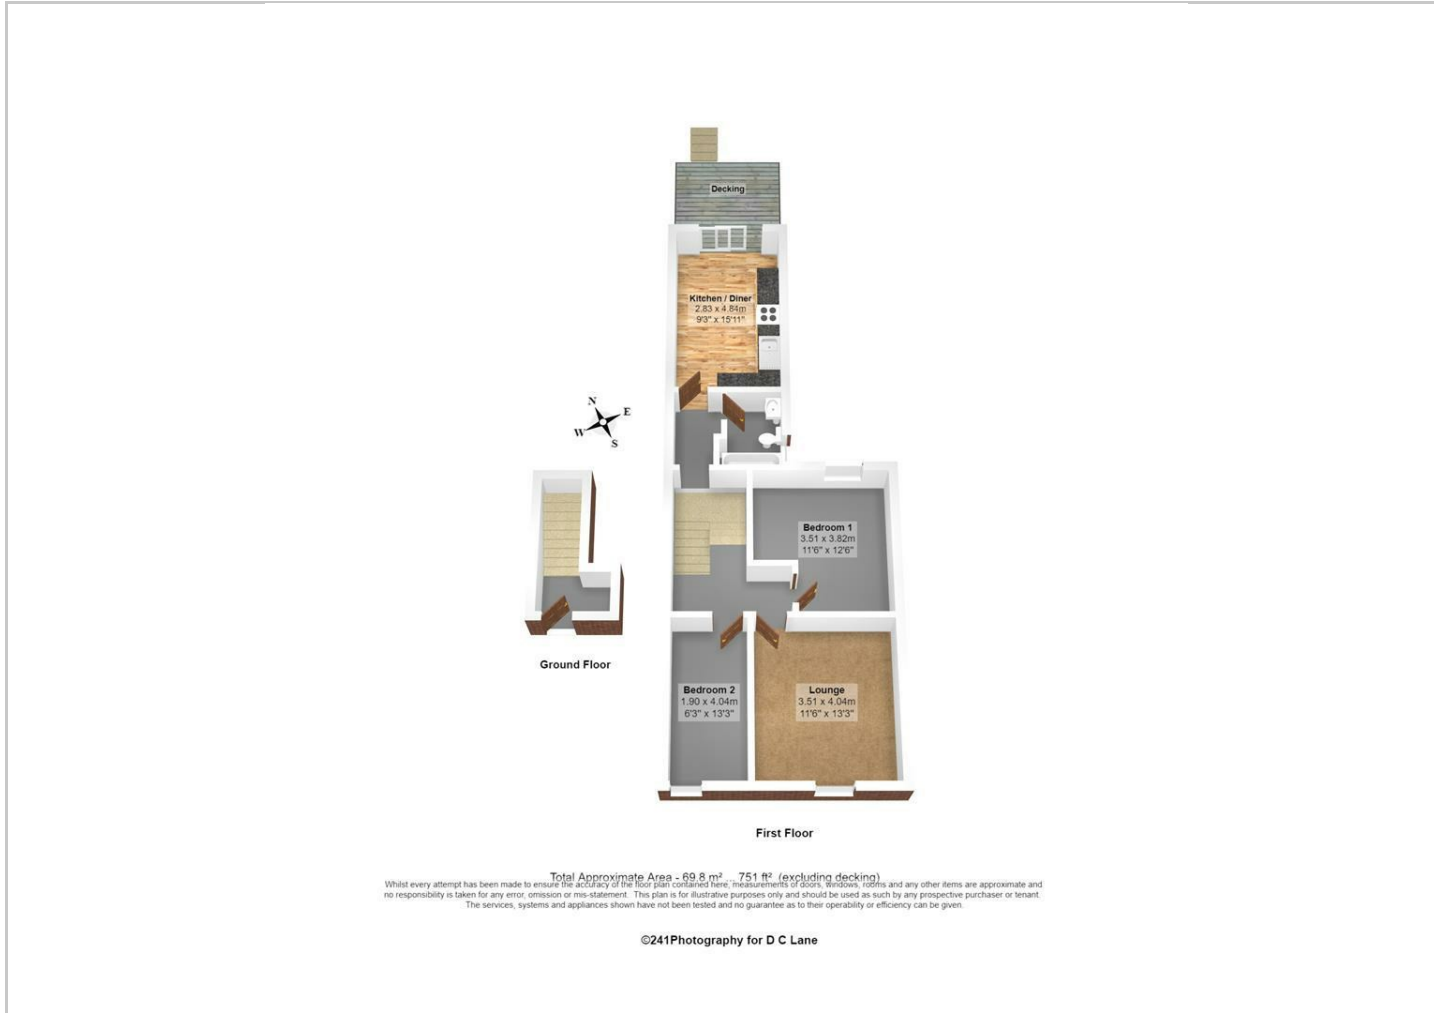 Decking
Kitchen / Diner
2.83 x 4.84m
9'3" x 15'11"
N
E
W
S
Bedroom 1
3.51 x 3.82m
11'6" x 12'6"
Ground Floor
Bedroom 2
1.90 x 4.04m
6'3" x 13'3"
Lounge
3.51 x 4.04m
11'6" x 13'3"
First Floor
Total Approximate Area - 69.8 m² ... 751 ft² (excluding decking)
Whilst every attempt has been made to ensure the accuracy of the floor plan contained here, measurements of doors, windows, rooms and any other items are approximate and
no responsibility is taken for any error, omission or mis-statement. This plan is for illustrative purposes only and should be used as such by any prospective purchaser or tenant.
The services, systems and appliances shown have not been tested and no guarantee as to their operability or efficiency can be given.
©241Photography for D C Lane